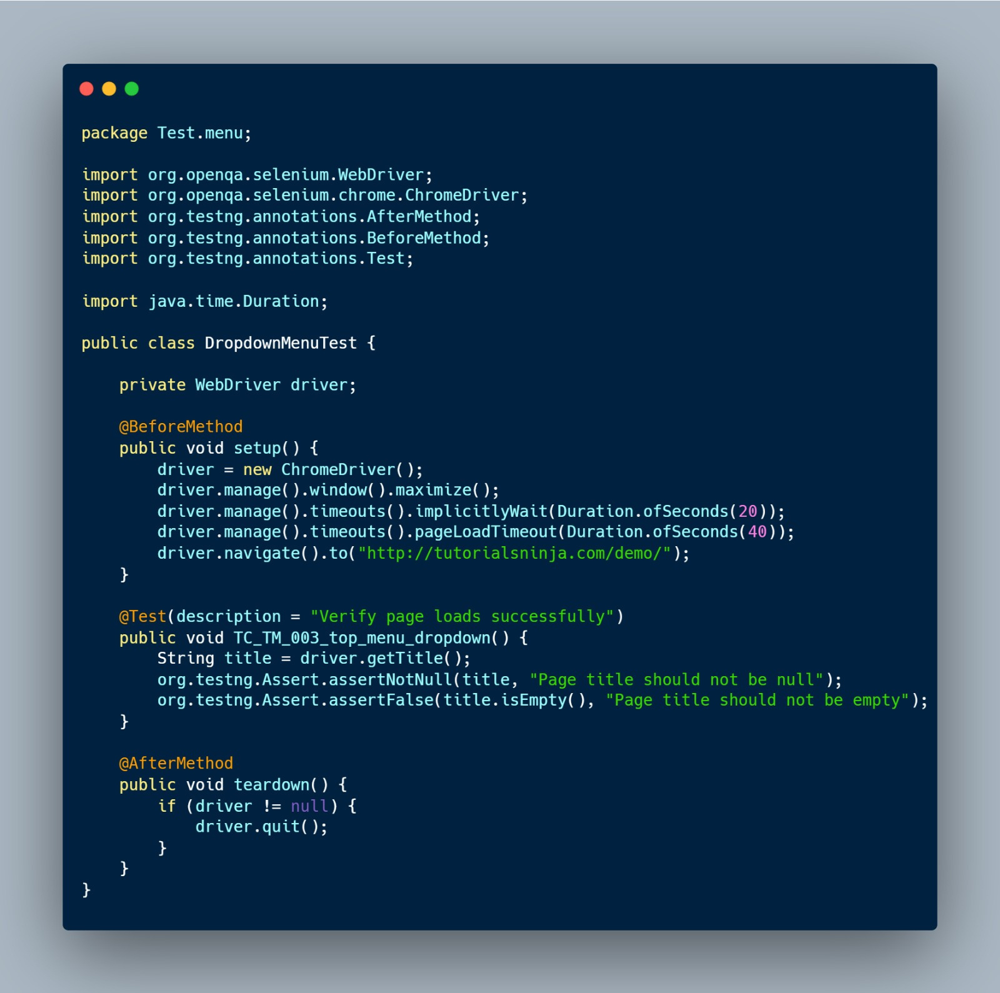 package Test.menu;

import org.openqa.selenium.WebDriver;
import org.openqa.selenium.chrome.ChromeDriver;
import org.testng.annotations.AfterMethod;
import org.testng.annotations.BeforeMethod;
import org.testng.annotations.Test;

import java.time.Duration;

public class DropdownMenuTest {

    private WebDriver driver;

    @BeforeMethod
    public void setup() {
        driver = new ChromeDriver();
        driver.manage().window().maximize();
        driver.manage().timeouts().implicitlyWait(Duration.ofSeconds(20));
        driver.manage().timeouts().pageLoadTimeout(Duration.ofSeconds(40));
        driver.navigate().to("http://tutorialsninja.com/demo/");
    }

    @Test(description = "Verify page loads successfully")
    public void TC_TM_003_top_menu_dropdown() {
        String title = driver.getTitle();
        org.testng.Assert.assertNotNull(title, "Page title should not be null");
        org.testng.Assert.assertFalse(title.isEmpty(), "Page title should not be empty");
    }

    @AfterMethod
    public void teardown() {
        if (driver != null) {
            driver.quit();
        }
    }
}